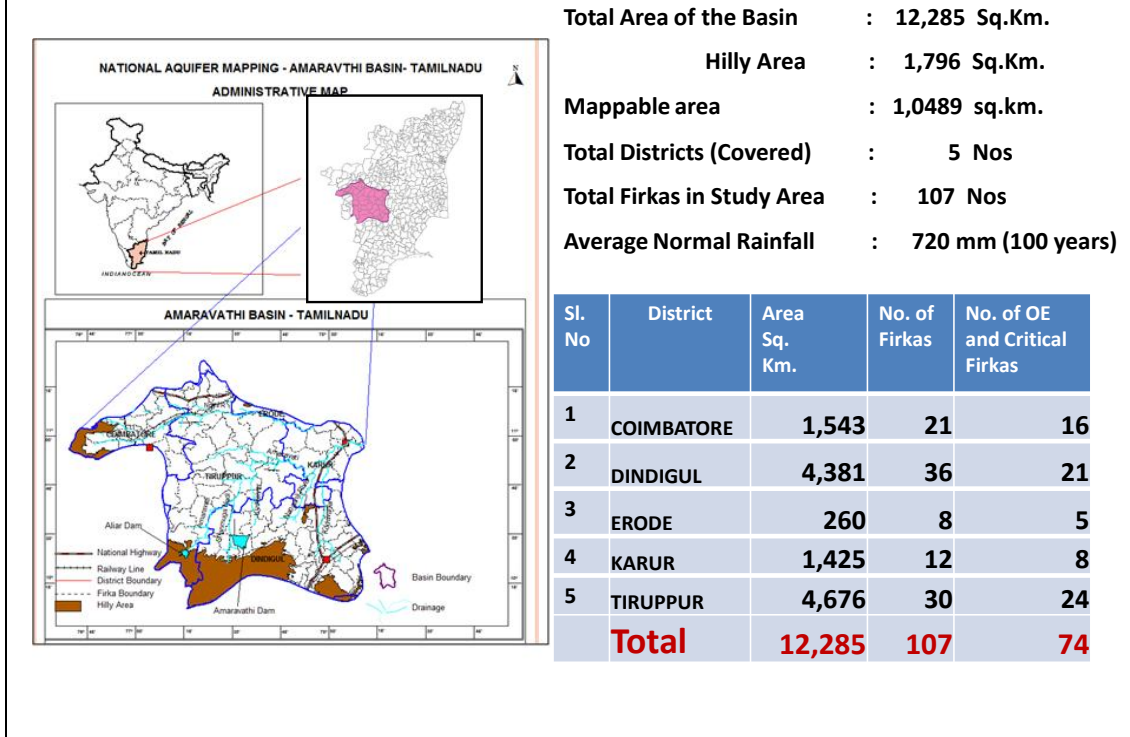 Total Area of the Basin : 12,285 Sq.Km.
Hilly Area : 1,796 Sq.Km.
Mappable area : 1,0489 sq.km.
Total Districts (Covered) : 5 Nos
Total Firkas in Study Area : 107 Nos
Average Normal Rainfall : 720 mm (100 years)
NATIONAL AQUIFER MAPPING - AMARAVTHI BASIN- TAMILNADU
N
ADMINISTRATIVE MAP
BAY OF
TAMIL NADU
INDIANOCEAN
AMARAVATHI BASIN - TAMILNADU
ERODE
COIMBATORE
KARUR
TIRUPPUR
DINDIGUL
Aliar Dam
Amaravathi Dam
National Highway
Railway Line
District Boundary
Firka Boundary
Hilly Area
Basin Boundary
Drainage
Sl. No District Area Sq. Km. No. of Firkas No. of OE and Critical Firkas
1 COIMBATORE 1,543 21 16
2 DINDIGUL 4,381 36 21
3 ERODE 260 8 5
4 KARUR 1,425 12 8
5 TIRUPPUR 4,676 30 24
Total 12,285 107 74